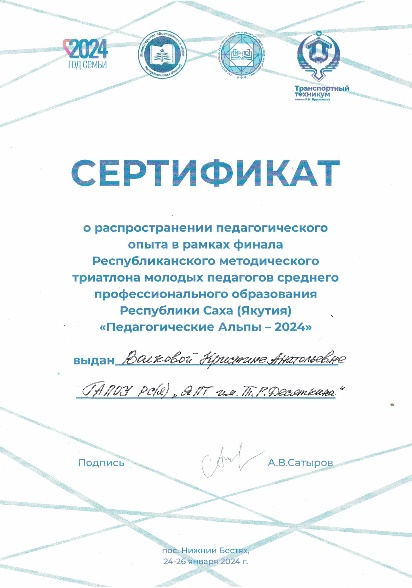 2024
ГОД СЕМЬИ
Транспортный
техникум
СЕРТИФИКАТ
о распространении педагогического
опыта в рамках финала
Республиканского методического
триатлона молодых педагогов среднего
профессионального образования
Республики Саха (Якутия)
«Педагогические Альпы – 2024»
выдан Волковой Кристине Анатольевне
ГАПОУ РС(Я) „ЯПТ им. Т.Г. Десяткина“
Подпись А.В.Сатыров
пос. Нижний Бестях,
24-26 января 2024 г.